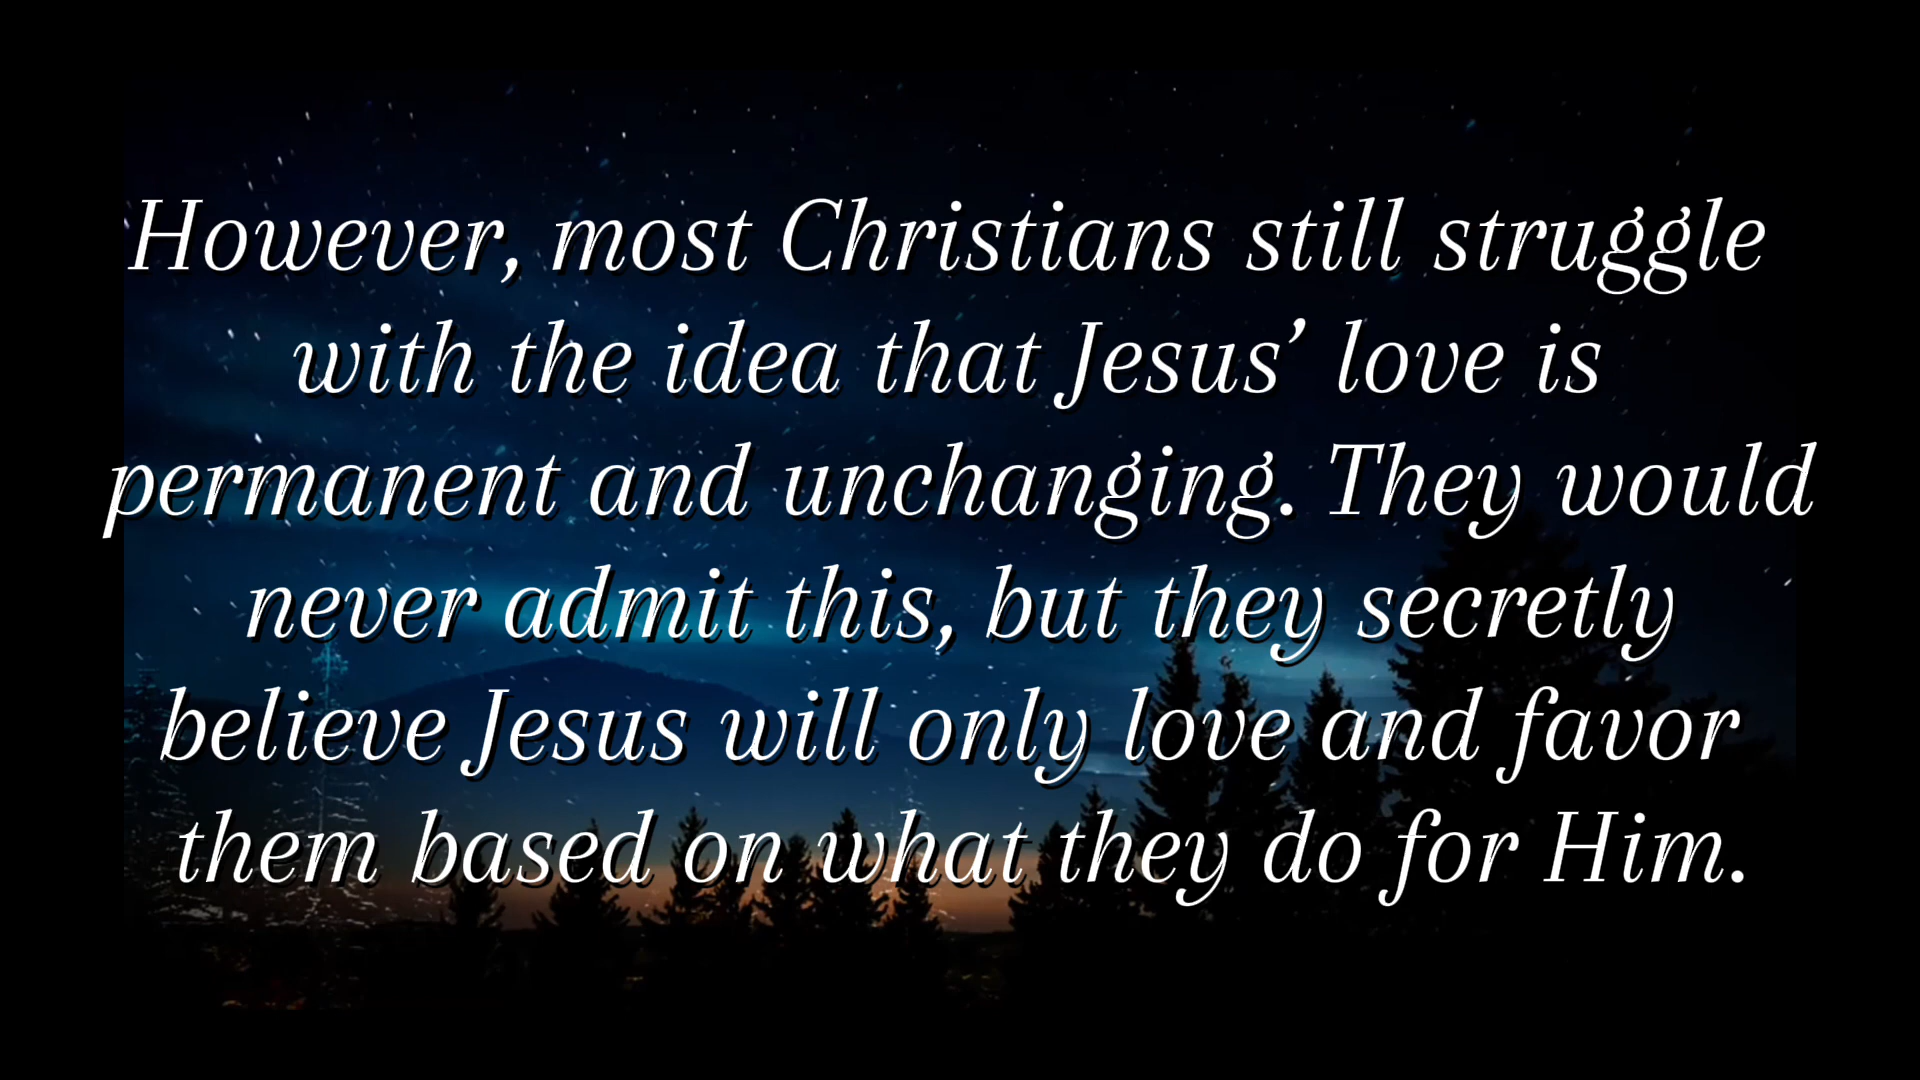 However, most Christians still struggle
with the idea that Jesus’ love is
permanent and unchanging. They would
never admit this, but they secretly
believe Jesus will only love and favor
them based on what they do for Him.